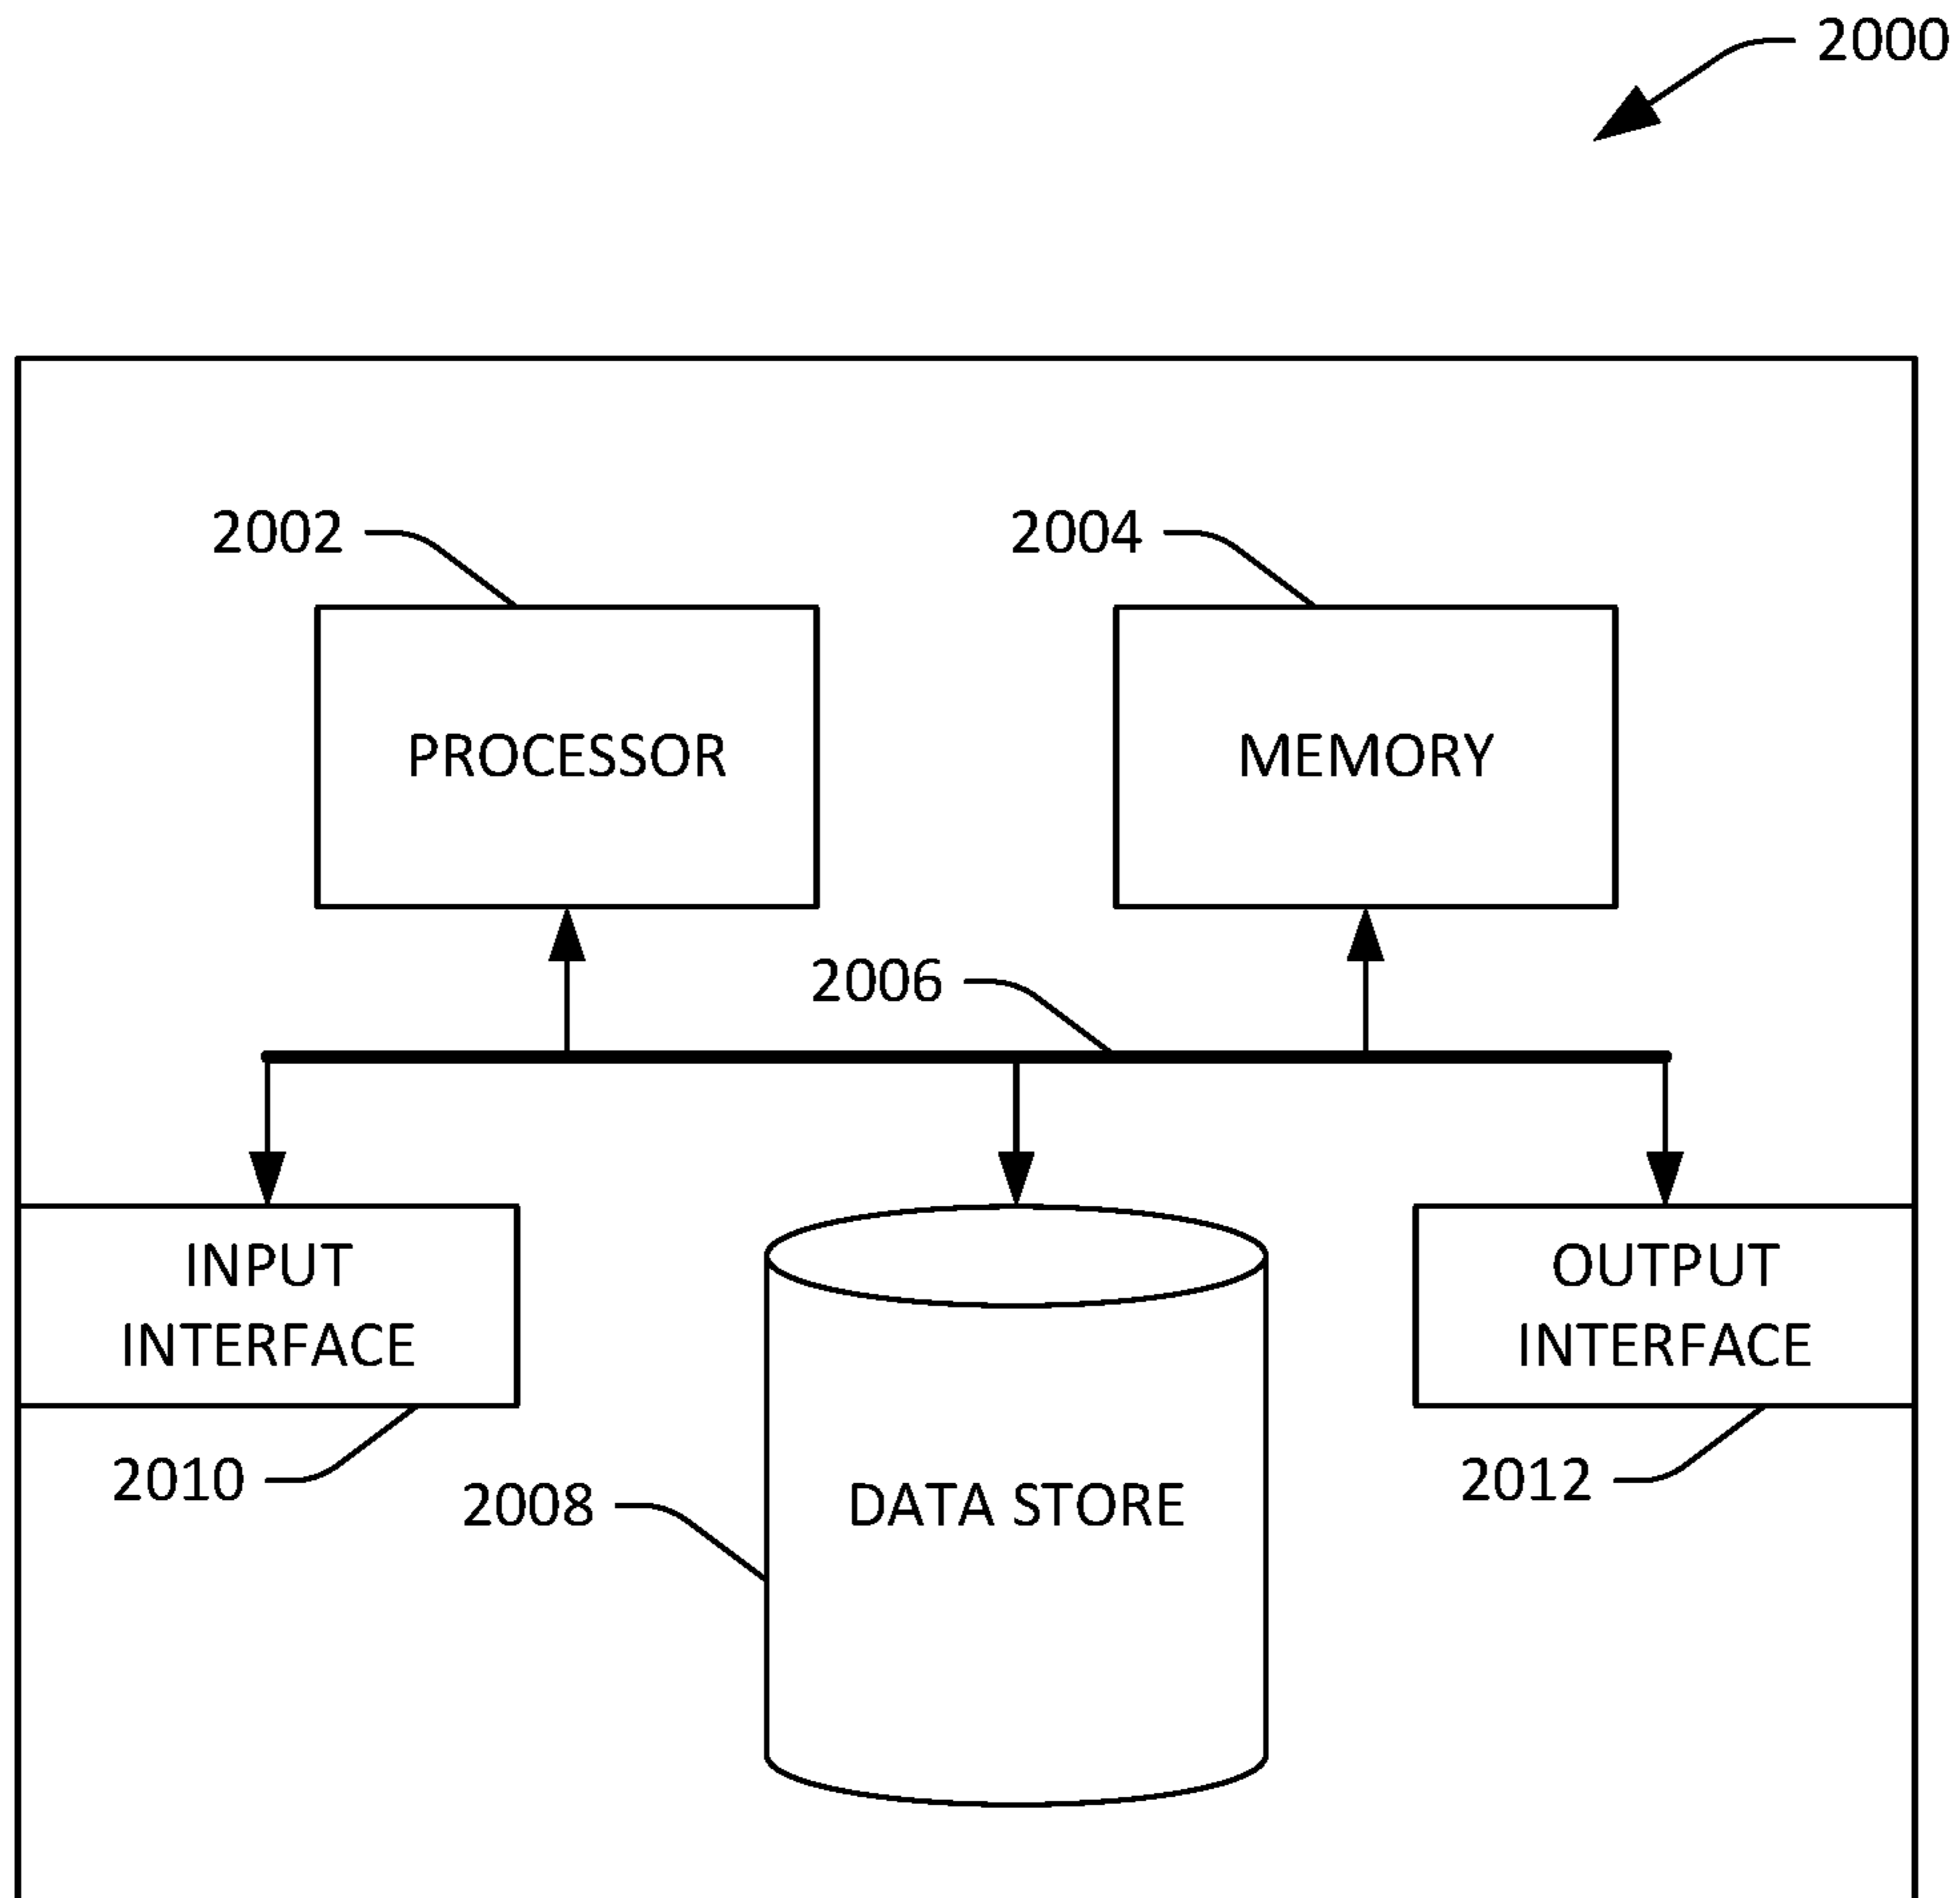 2000
2002
2004
PROCESSOR
MEMORY
2006
INPUT
INTERFACE
OUTPUT
INTERFACE
2010
2008
DATA STORE
2012